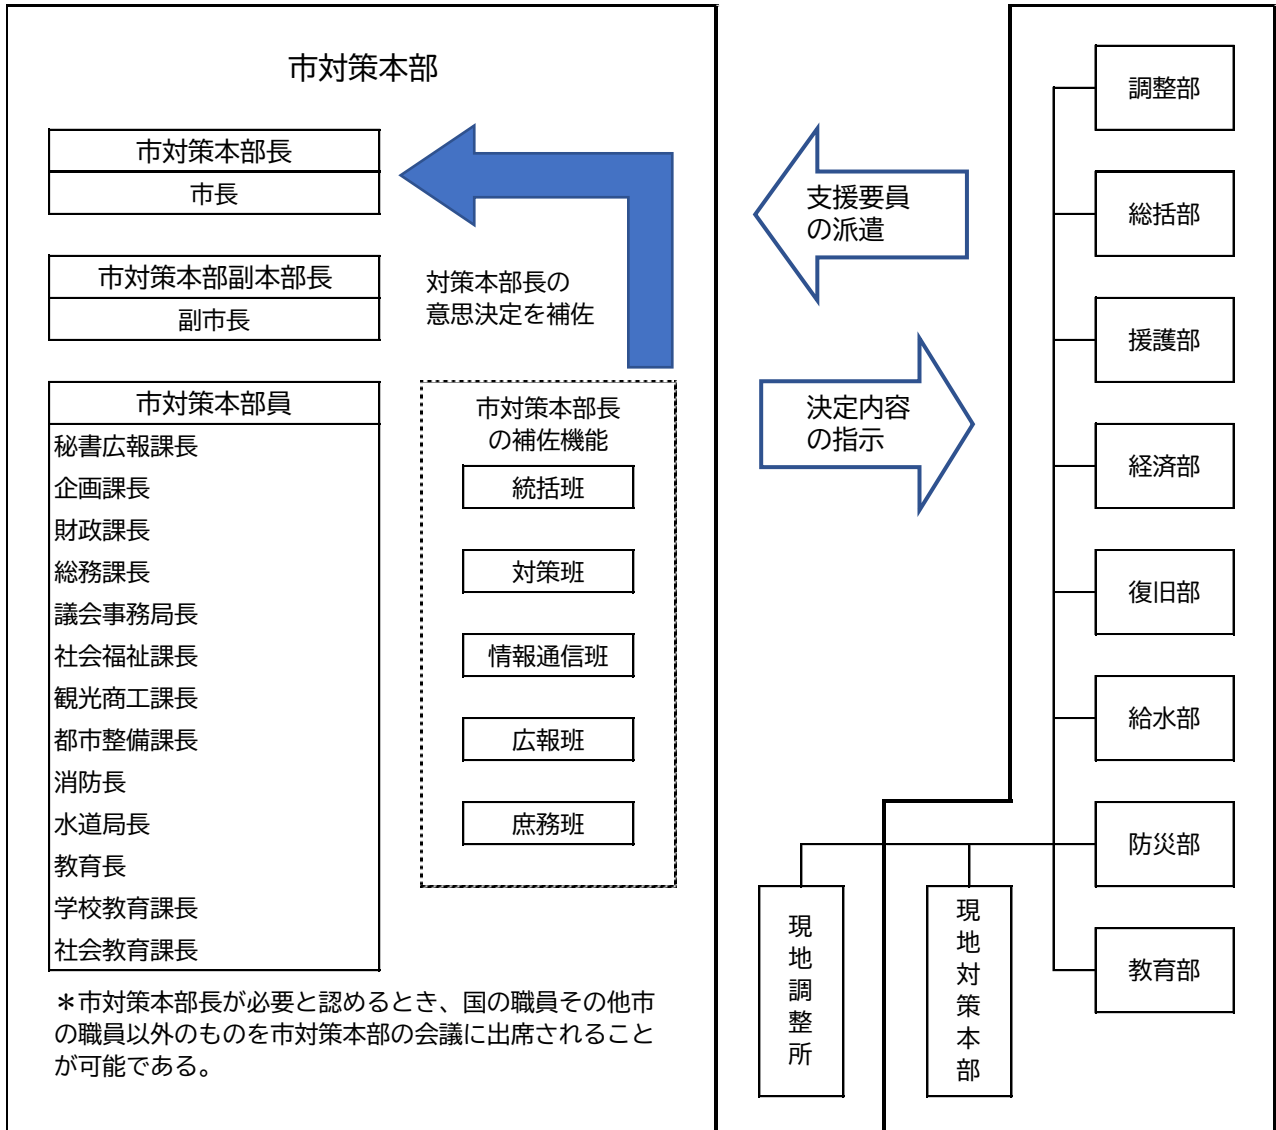 市対策本部
市対策本部長
市長
市対策本部副本部長
副市長
対策本部長の
意思決定を補佐
市対策本部員
秘書広報課長
企画課長
財政課長
総務課長
議会事務局長
社会福祉課長
観光商工課長
都市整備課長
消防長
水道局長
教育長
学校教育課長
社会教育課長
市対策本部長
の補佐機能
統括班
対策班
情報通信班
広報班
庶務班
＊市対策本部長が必要と認めるとき、国の職員その他市
の職員以外のものを市対策本部の会議に出席されること
が可能である。
支援要員
の派遣
決定内容
の指示
調整部
総括部
援護部
経済部
復旧部
給水部
防災部
教育部
現地調整所
現地対策本部